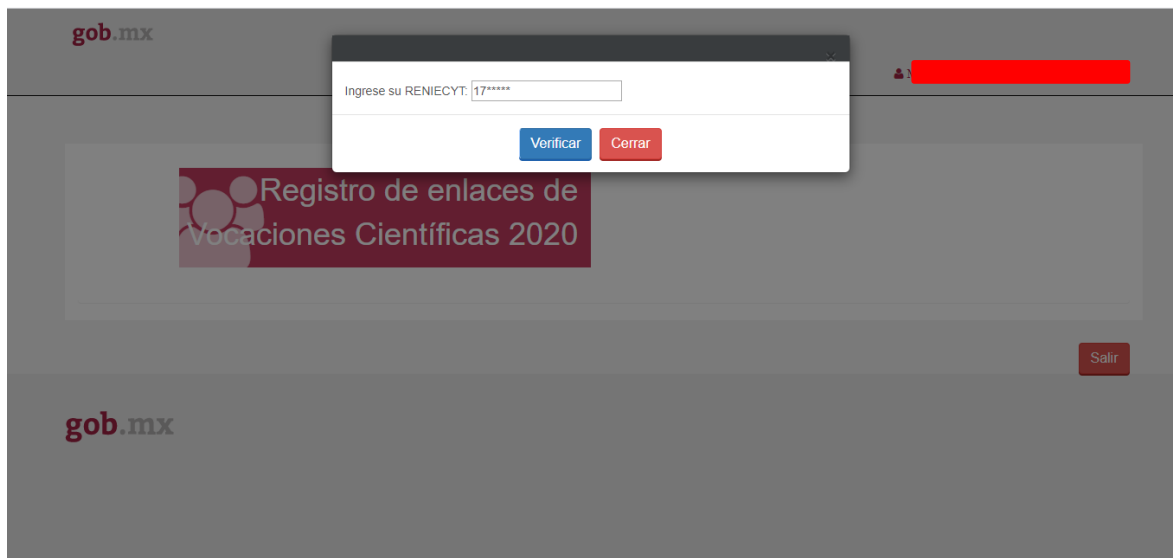 gob.mx
×
Ingrese su RENIECYT: 17*****
Verificar Cerrar
Registro de enlaces de
Vocaciones Científicas 2020
Salir
gob.mx